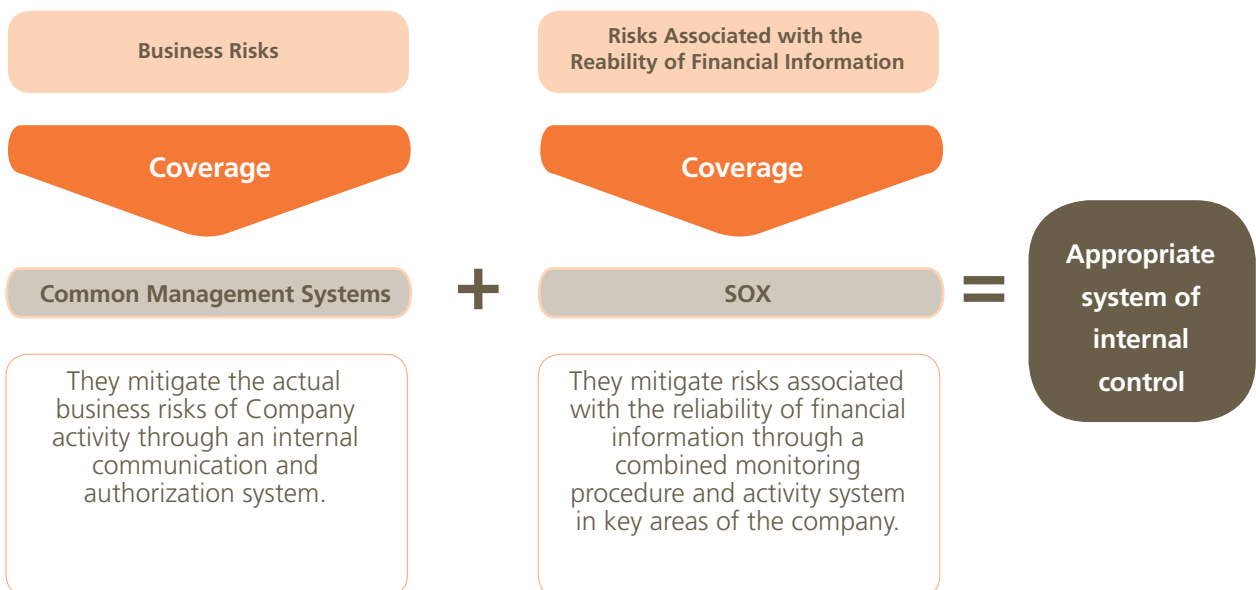 Business Risks
Risks Associated with the
Reability of Financial Information
Coverage
Coverage
Common Management Systems
+
SOX
=
Appropriate
system of
internal
control
They mitigate the actual
business risks of Company
activity through an internal
communication and
authorization system.
They mitigate risks associated
with the reliability of financial
information through a
combined monitoring
procedure and activity system
in key areas of the company.